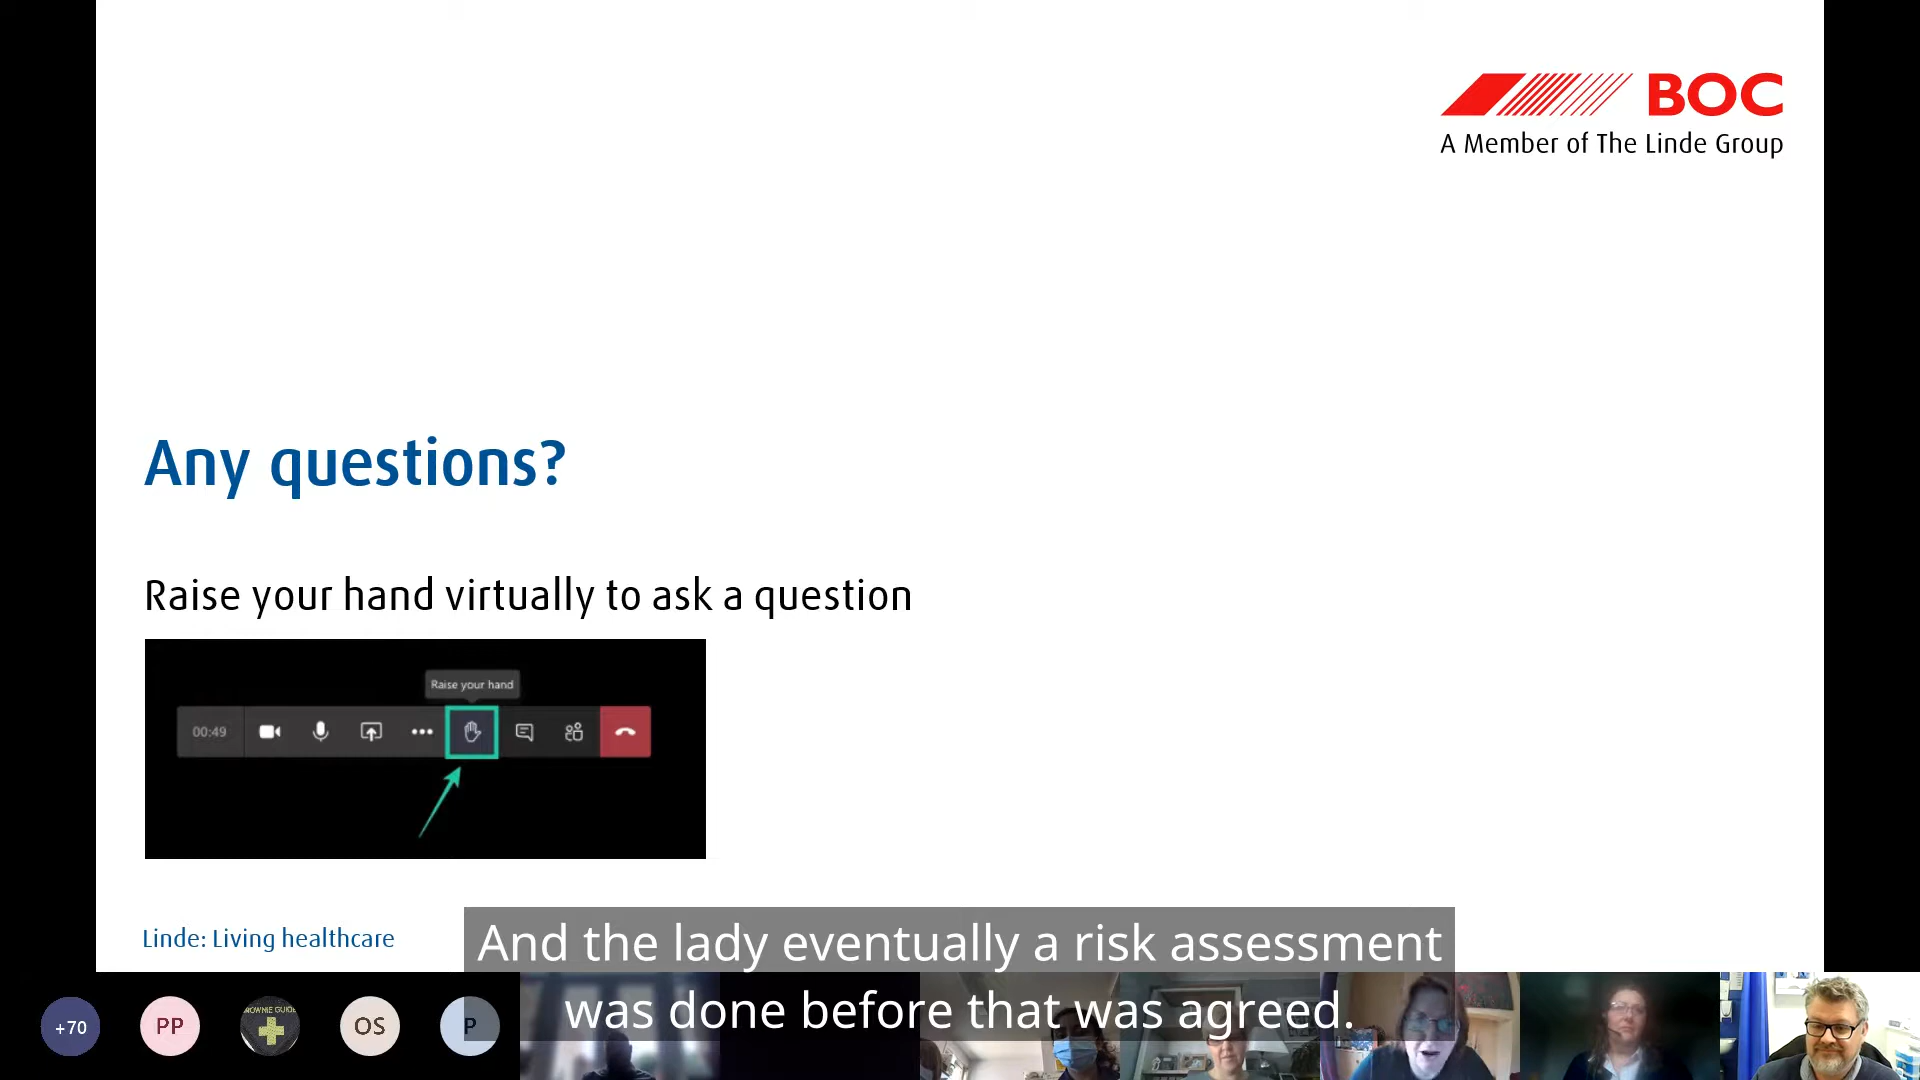 BOC
A Member of The Linde Group
Any questions?
Raise your hand virtually to ask a question
Raise your hand
00:49
Linde: Living healthcare
And the lady eventually a risk assessment
was done before that was agreed.
+70
PP
OS
P